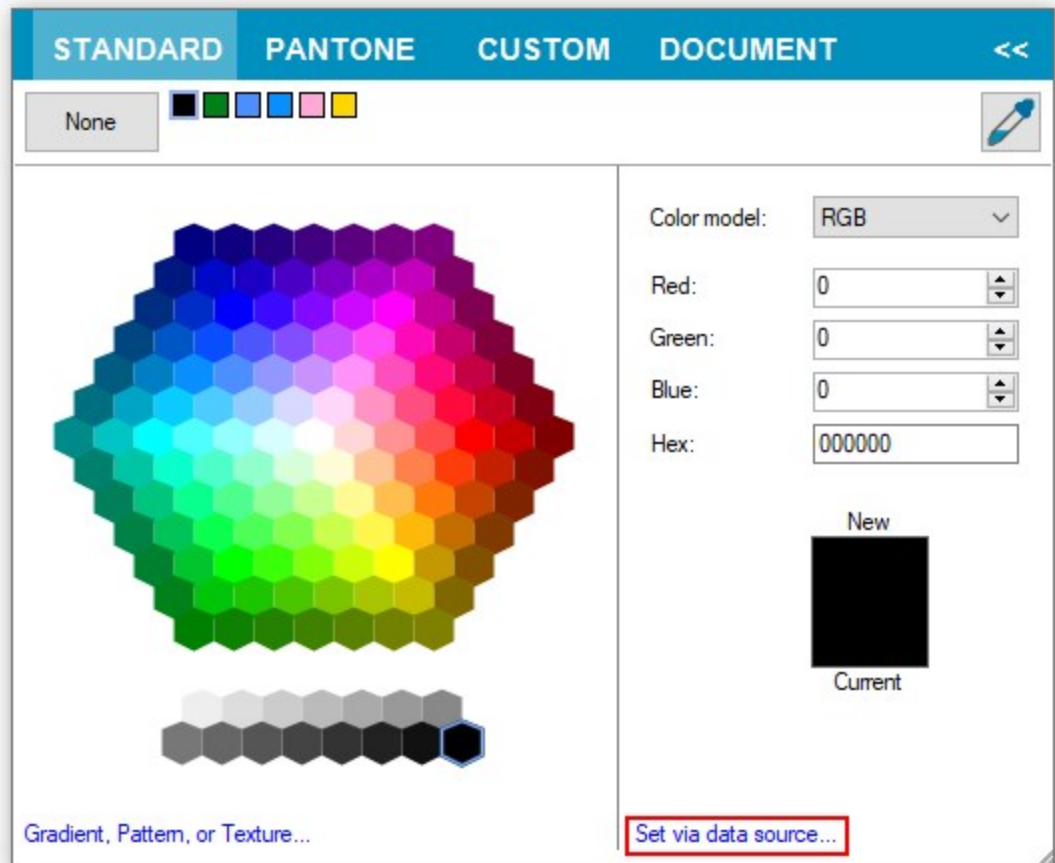 STANDARD PANTONE CUSTOM DOCUMENT <<
None
Color model: RGB
Red: 0
Green: 0
Blue: 0
Hex: 000000
New
Current
Gradient, Pattern, or Texture... Set via data source...